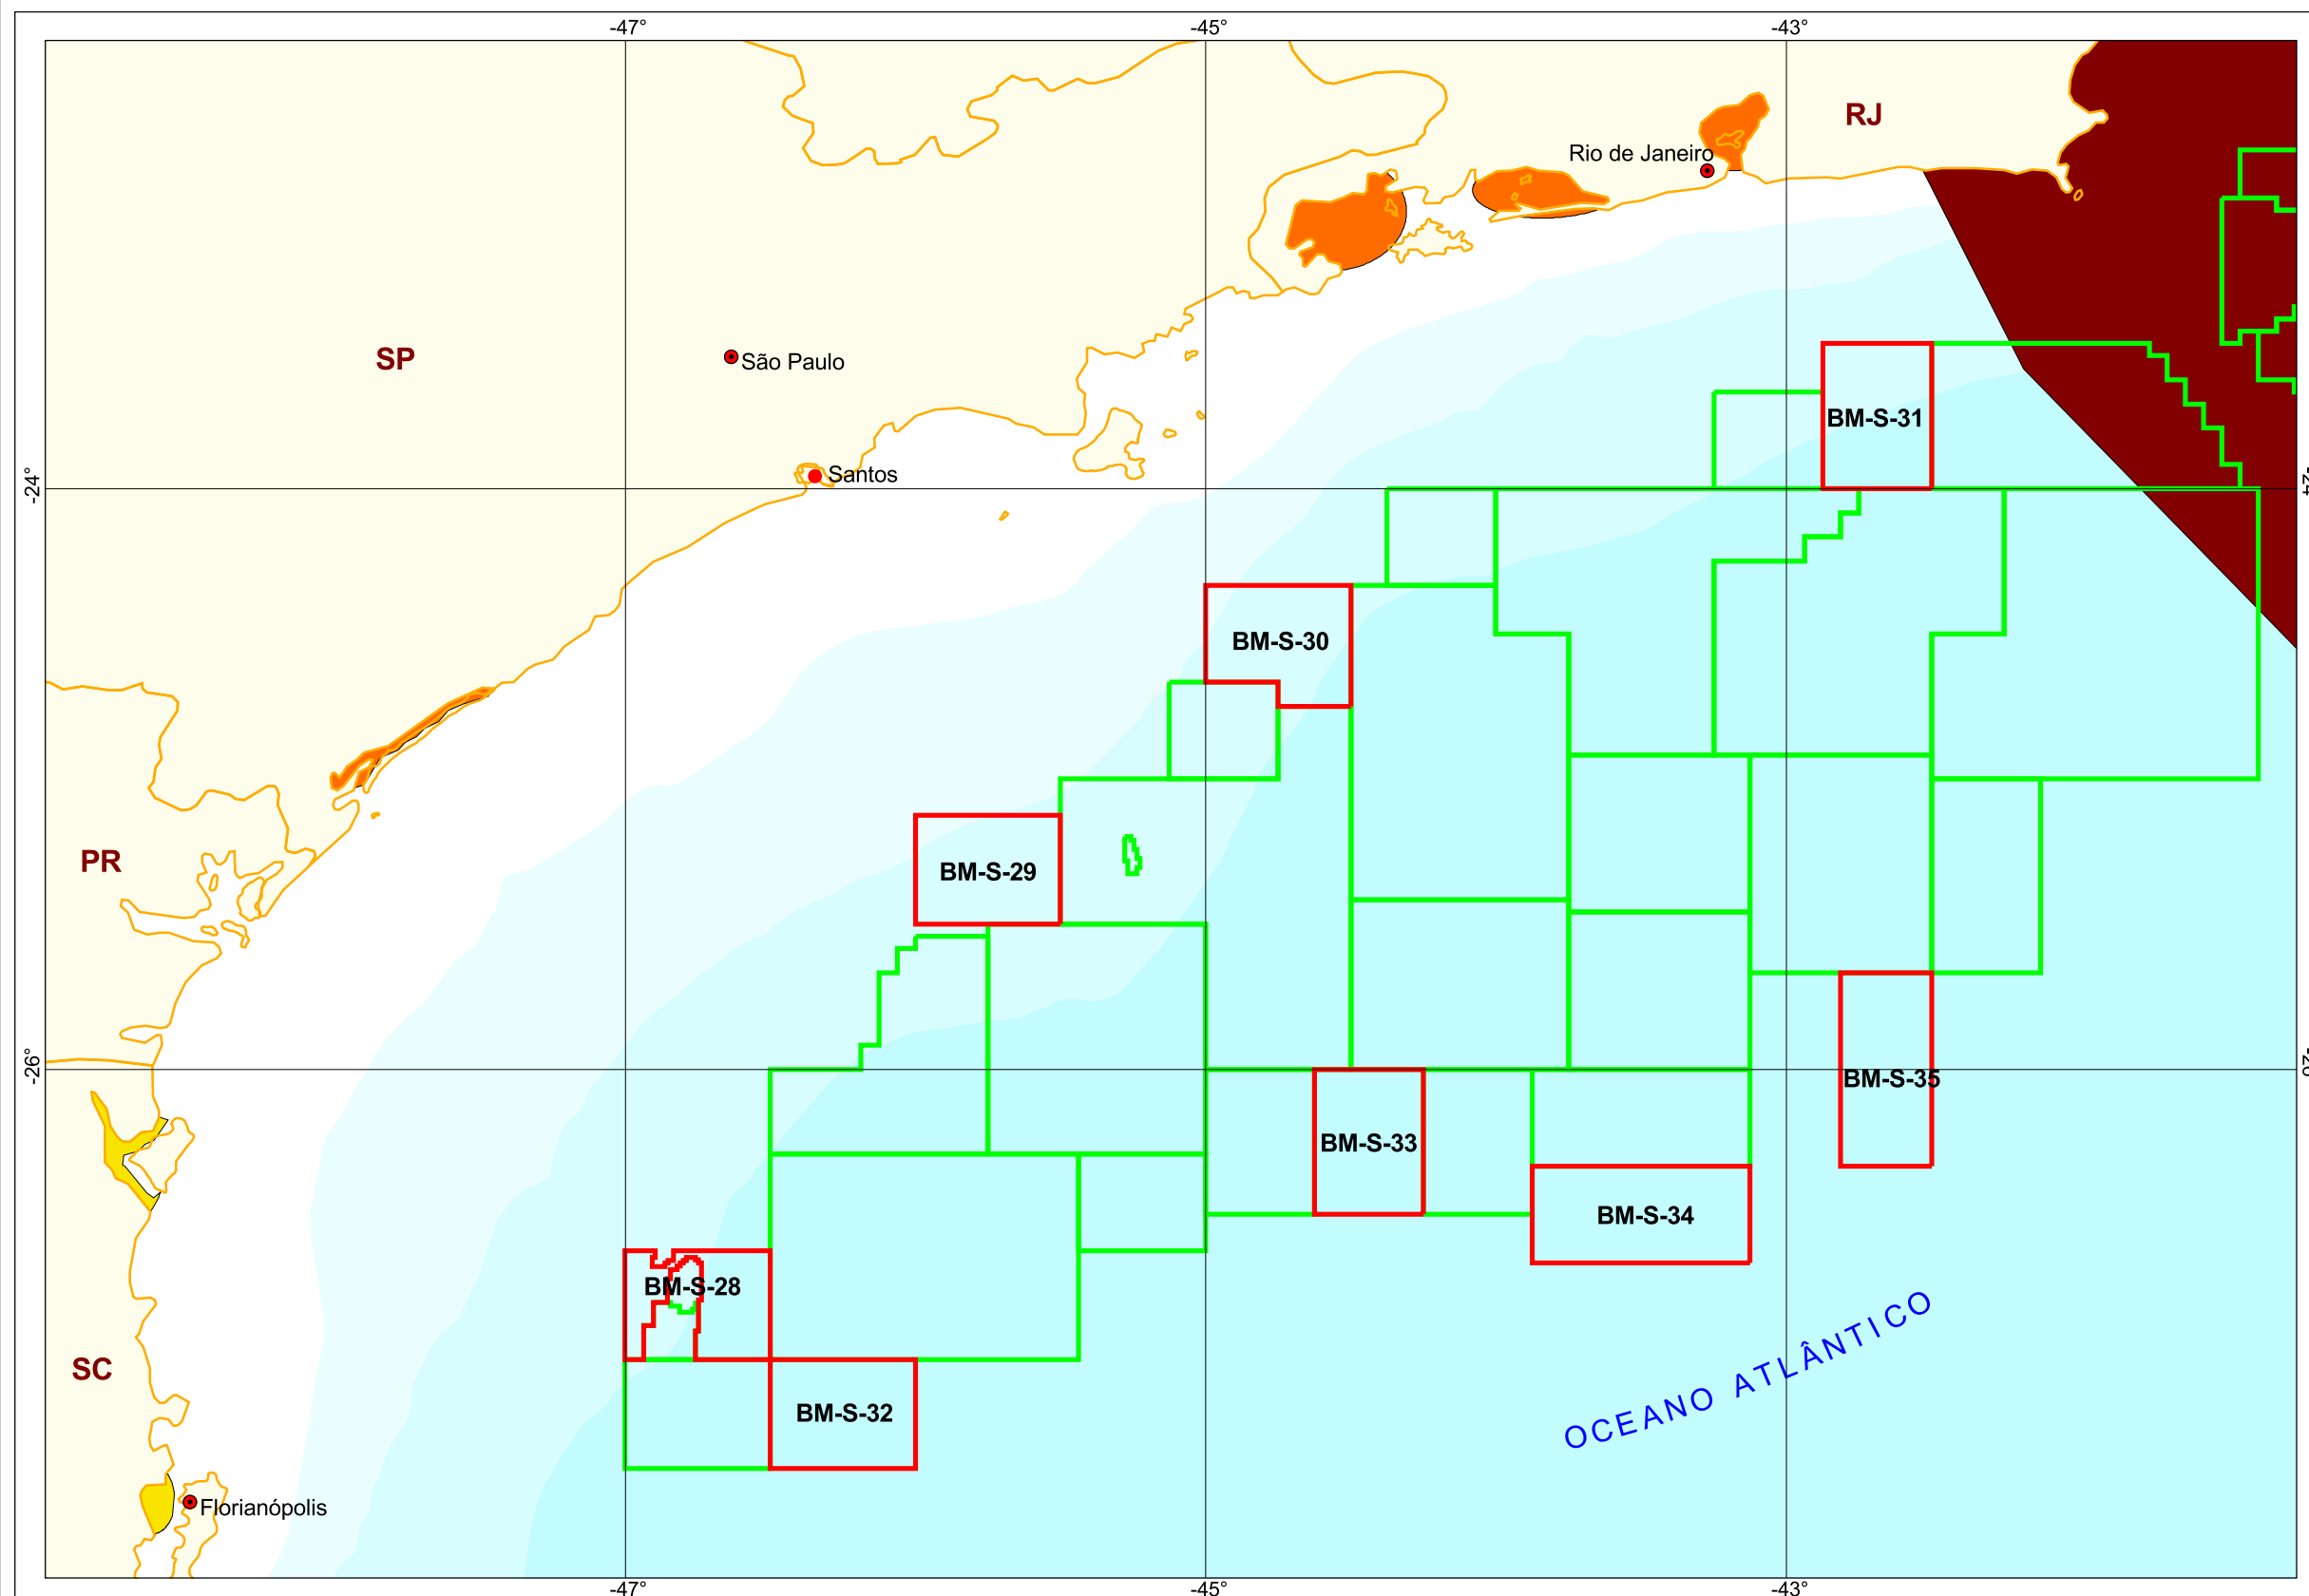 -47°
-45°
-43°
RJ
Rio de Janeiro
SP
São Paulo
BM-S-31
-24°
Santos
-24
BM-S-30
PR
BM-S-29
-26°
BM-S-35
BM-S-33
BM-S-34
BM-S-28
OCEANO ATLÂNTICO
SC
BM-S-32
Florianópolis
-47°
-45°
-43°